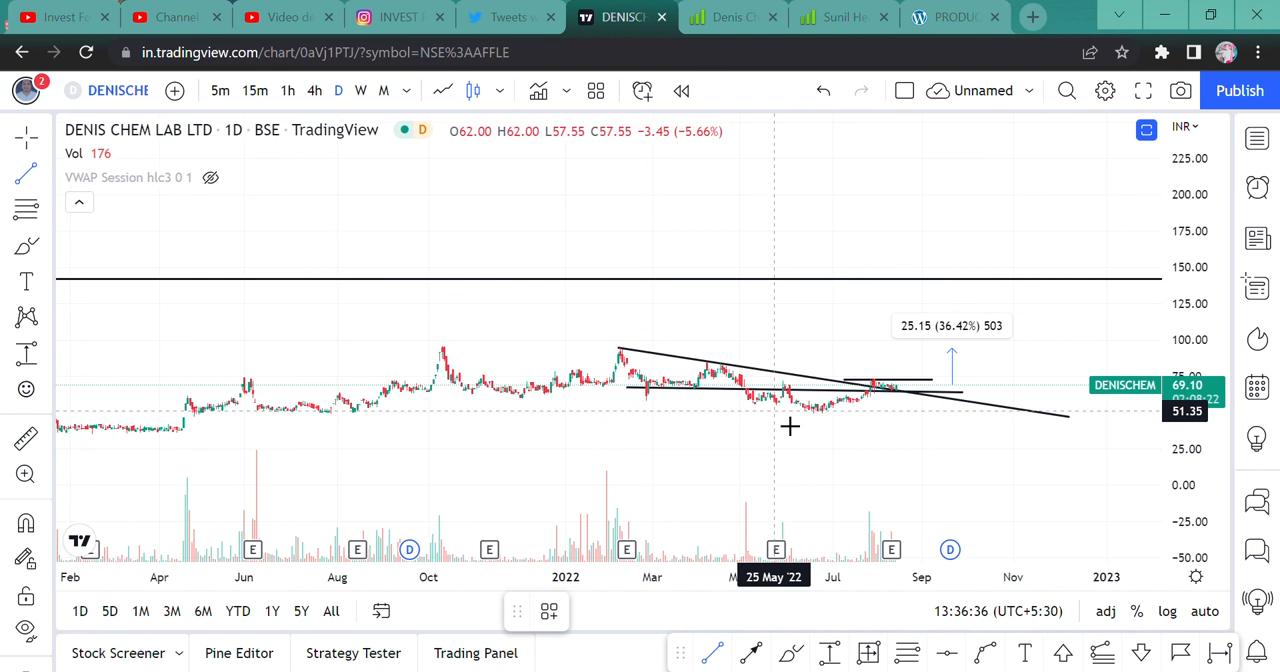 Invest Fo
Channel
Video de
INVEST F
Tweets w
DENISCH
Denis Ch
Sunil He
PRODUC
in.tradingview.com/chart/0aVj1PTJ/?symbol=NSE%3AAFFLE
2
D DENISCHE
5m 15m 1h 4h D W M
Unnamed
Publish
DENIS CHEM LAB LTD · 1D · BSE · TradingView
D
O62.00 H62.00 L57.55 C57.55 −3.45 (−5.66%)
INR
Vol 176
VWAP Session hlc3 0 1
225.00
200.00
175.00
150.00
125.00
100.00
75.00
25.15 (36.42%) 503
DENISCHEM 69.10
02:08:22
51.35
25.00
0.00
−25.00
−50.00
E E D E E E E D
Feb Apr Jun Aug Oct 2022 Mar 25 May '22 Jul Sep Nov 2023
1D 5D 1M 3M 6M YTD 1Y 5Y All
13:36:36 (UTC+5:30) adj % log auto
Stock Screener Pine Editor Strategy Tester Trading Panel